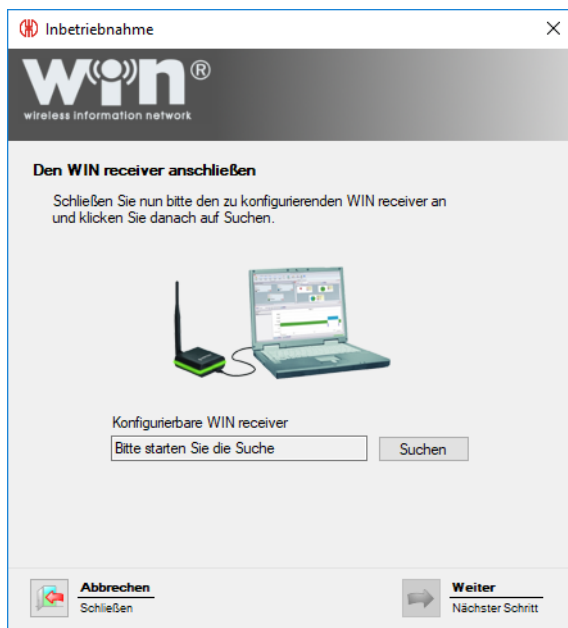 Inbetriebnahme
WIN®
wireless information network
Den WIN receiver anschließen
Schließen Sie nun bitte den zu konfigurierenden WIN receiver an
und klicken Sie danach auf Suchen.
Konfigurierbare WIN receiver
Bitte starten Sie die Suche
Suchen
Abbrechen
Schließen
Weiter
Nächster Schritt